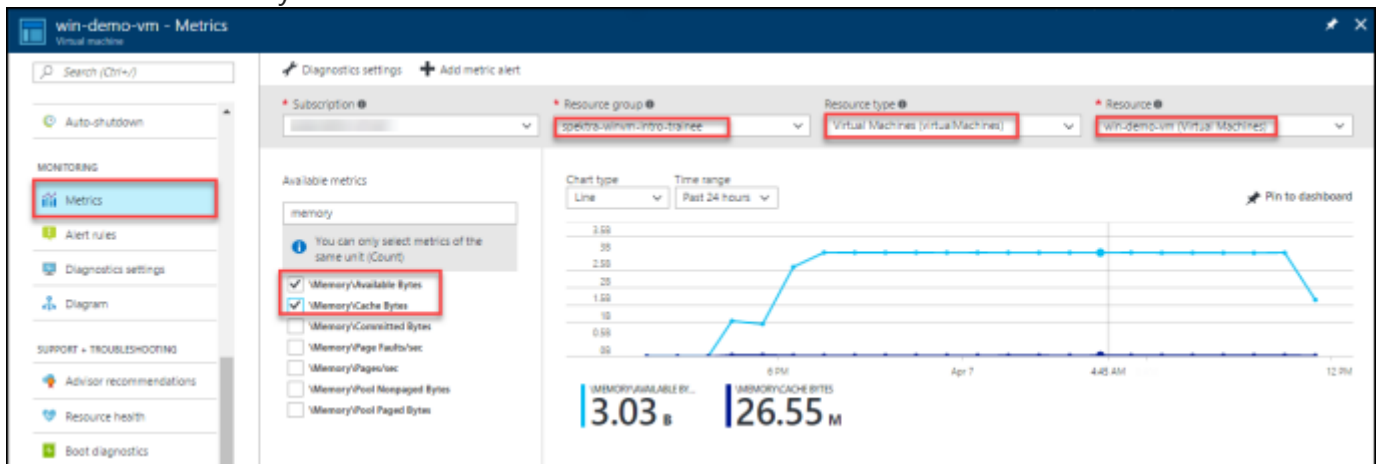 win-demo-vm - Metrics
Virtual machine
Search (Ctrl+/)
Diagnostics settings
Add metric alert
* Subscription
* Resource group
Resource type
* Resource
spektra-winvm-intro-trainee
Virtual Machines (virtualMachines)
win-demo-vm (Virtual Machines)
Auto-shutdown
MONITORING
Metrics
Alert rules
Diagnostics settings
Diagram
SUPPORT + TROUBLESHOOTING
Advisor recommendations
Resource health
Boot diagnostics
Available metrics
memory
You can only select metrics of the
same unit (Count)
\Memory\Available Bytes
\Memory\Cache Bytes
\Memory\Committed Bytes
\Memory\Page Faults/sec
\Memory\Pages/sec
\Memory\Pool Nonpaged Bytes
\Memory\Pool Paged Bytes
Chart type
Time range
Line
Past 24 hours
Pin to dashboard
3.5B
3B
2.5B
2B
1.5B
1B
0.5B
0B
6 PM
Apr 7
4:45 AM
12 PM
\MEMORY\AVAILABLE BY...
3.03 B
\MEMORY\CACHE BYTES
26.55 M